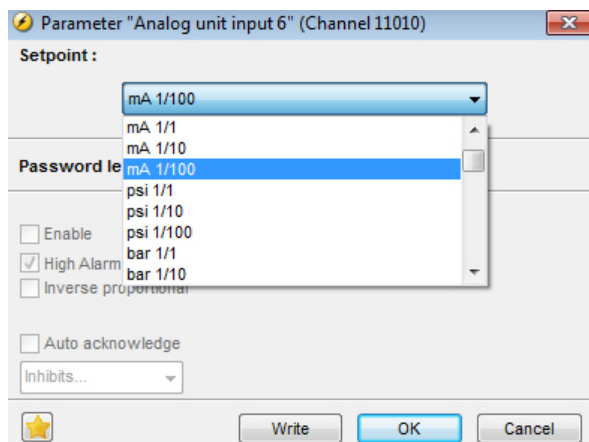 Parameter "Analog unit input 6" (Channel 11010)
Setpoint :
mA 1/100
mA 1/1
mA 1/10
mA 1/100
psi 1/1
psi 1/10
psi 1/100
bar 1/1
bar 1/10
Password le
Enable
High Alarm
Inverse proportional
Auto acknowledge
Inhibits...
Write
OK
Cancel